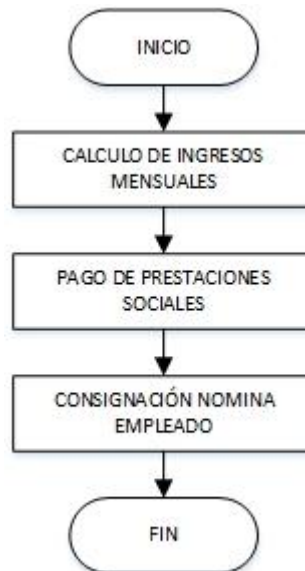 INICIO
CALCULO DE INGRESOS
MENSUALES
PAGO DE PRESTACIONES
SOCIALES
CONSIGNACIÓN NOMINA
EMPLEADO
FIN